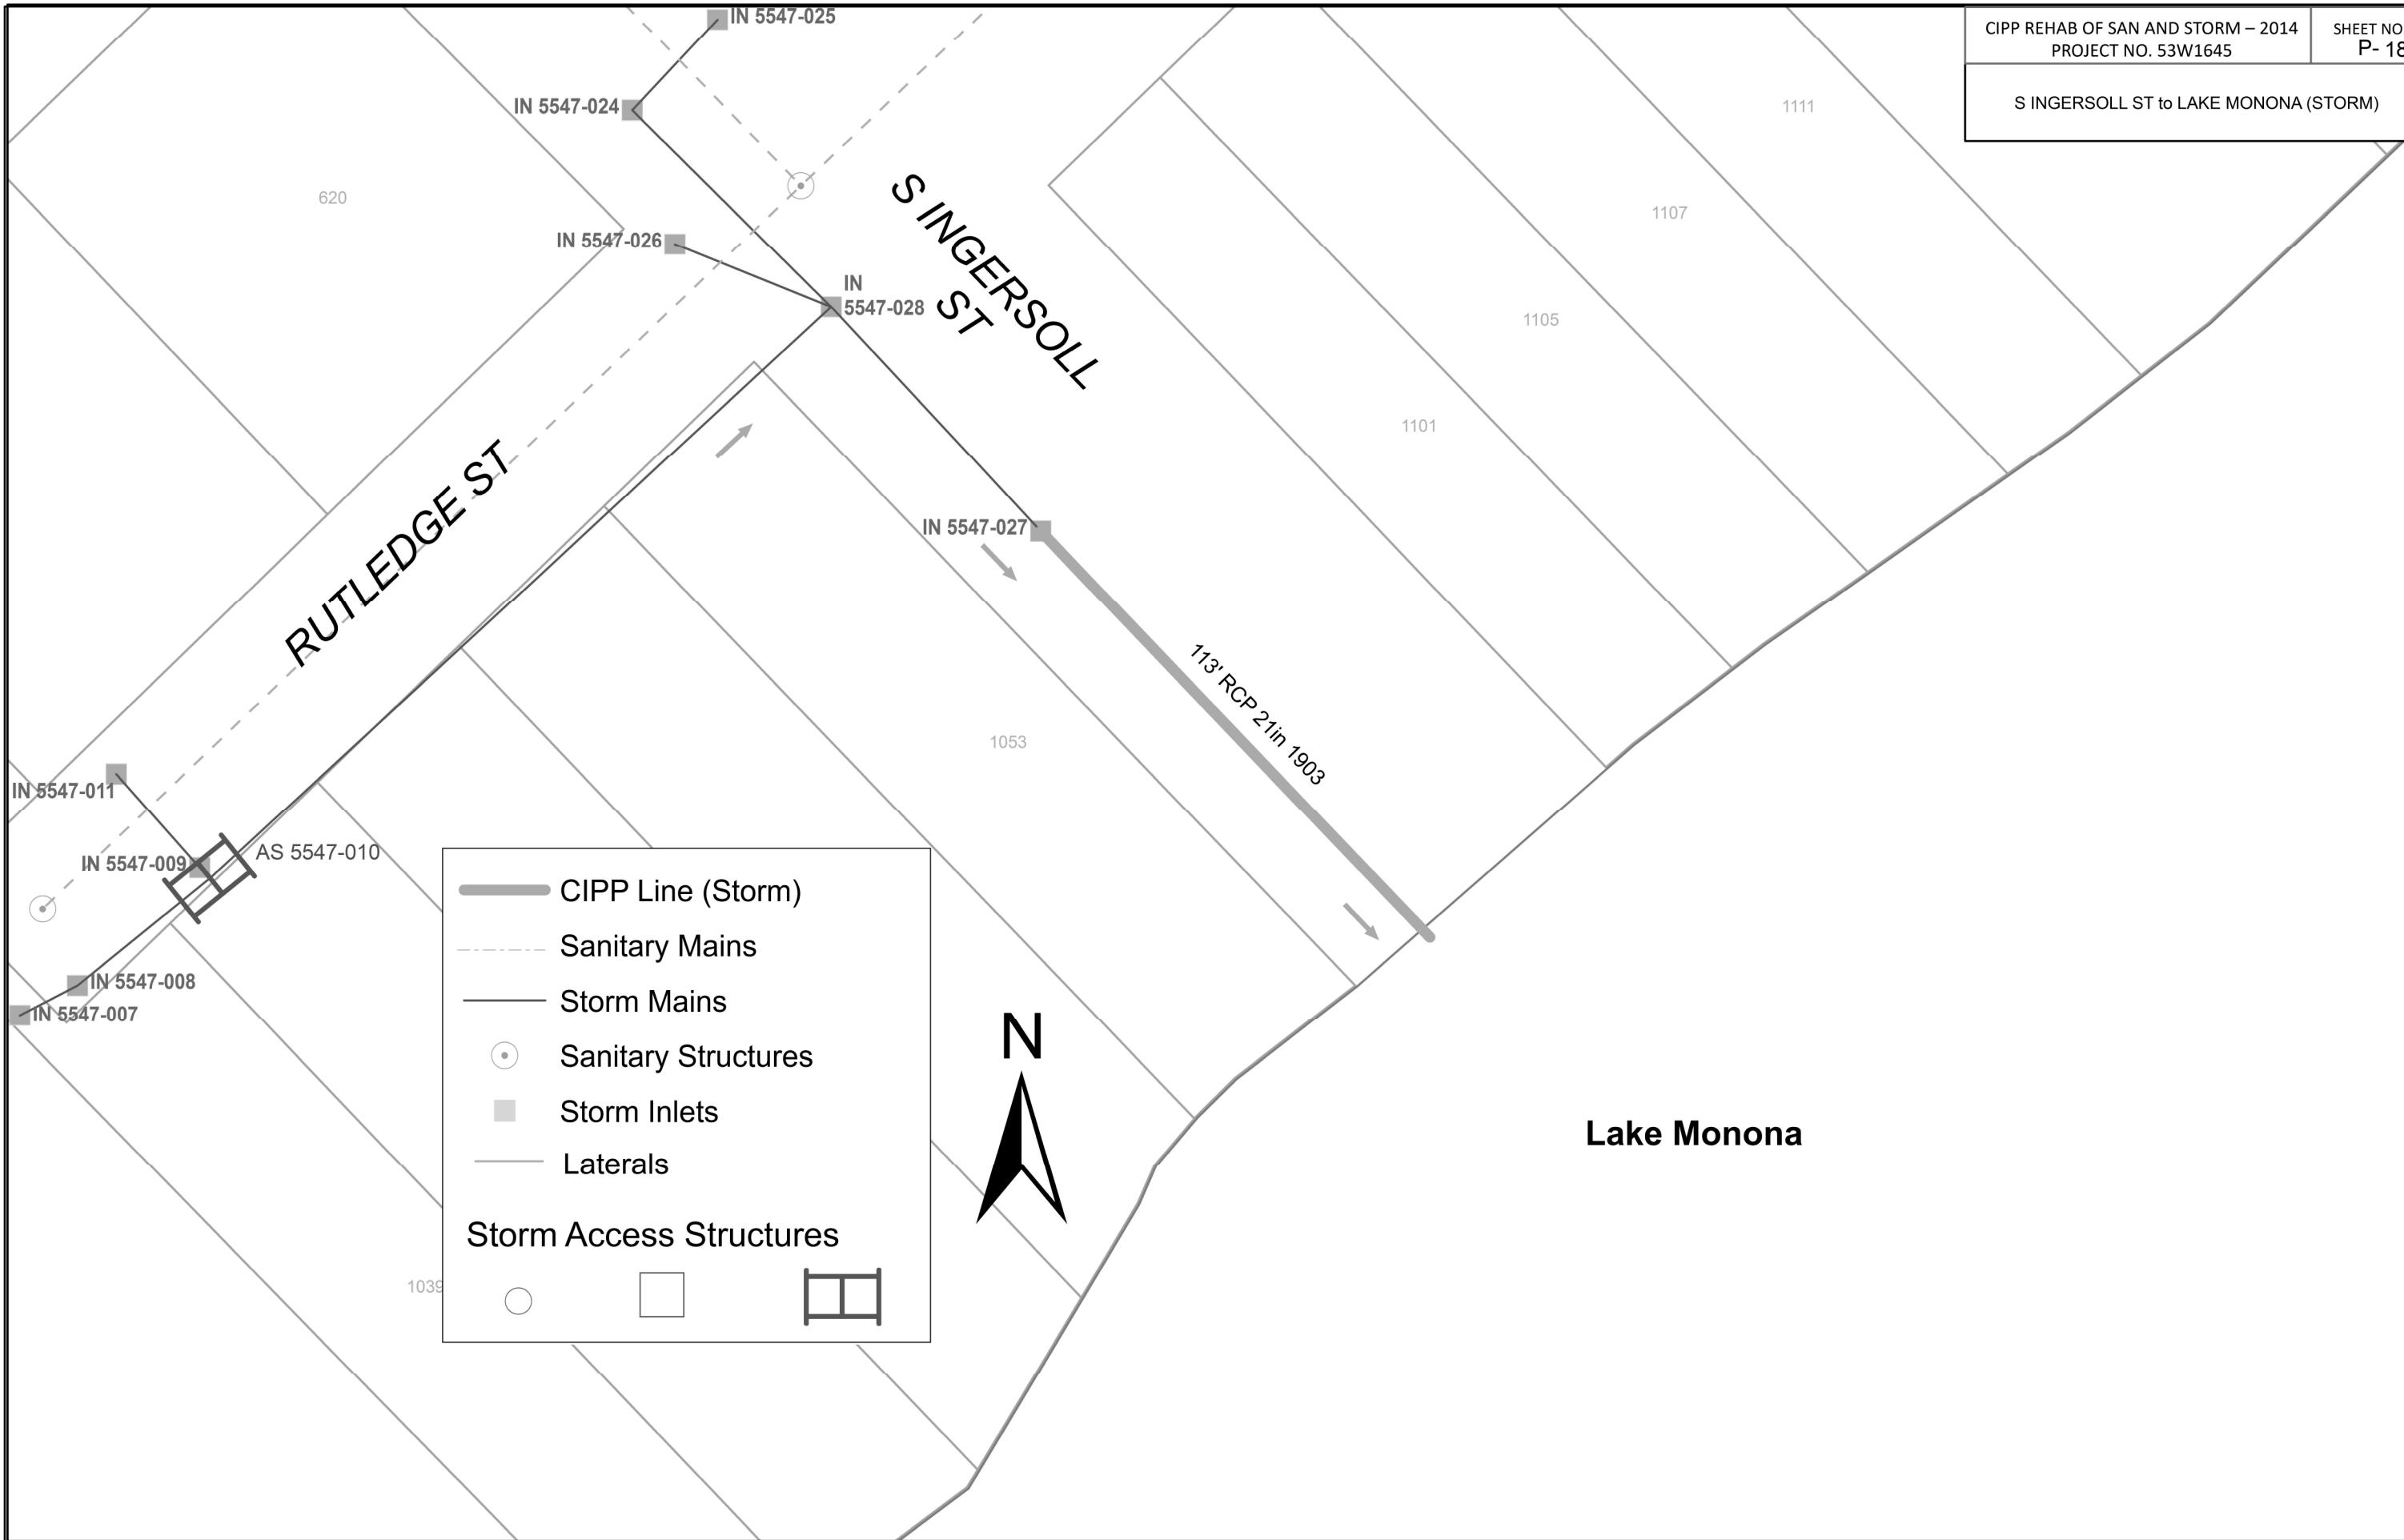 IN 5547-025
CIPP REHAB OF SAN AND STORM – 2014
PROJECT NO. 53W1645
SHEET NO.
P- 18
S INGERSOLL ST to LAKE MONONA (STORM)
IN 5547-024
1111
620
1107
IN 5547-026
IN
5547-028
S INGERSOLL
ST
1105
1101
RUTLEDGE ST
IN 5547-027
113' RCP 21in 1903
1053
IN 5547-011
IN 5547-009
AS 5547-010
IN 5547-008
IN 5547-007
CIPP Line (Storm)
Sanitary Mains
Storm Mains
Sanitary Structures
Storm Inlets
Laterals
Storm Access Structures
N
Lake Monona
1039